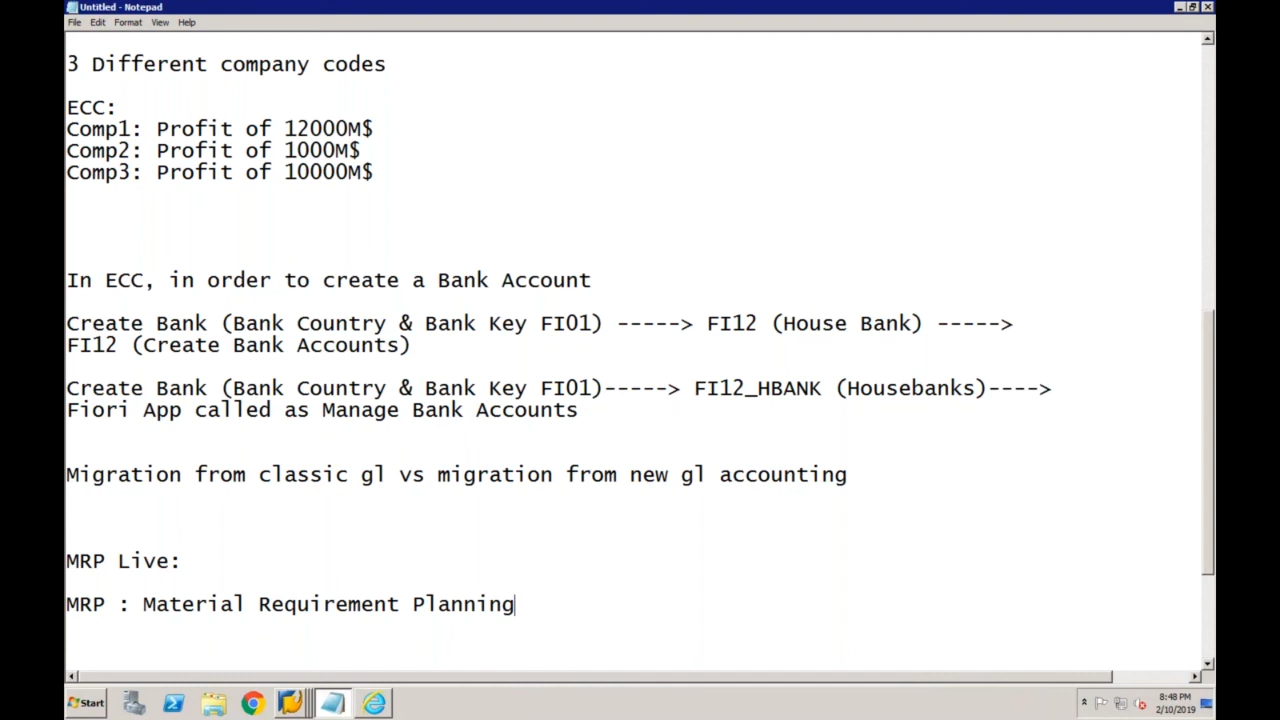 Untitled - Notepad
File Edit Format View Help
3 Different company codes
ECC:
Comp1: Profit of 12000M$
Comp2: Profit of 1000M$
Comp3: Profit of 10000M$
In ECC, in order to create a Bank Account
Create Bank (Bank Country & Bank Key FI01) -----> FI12 (House Bank) ----->
FI12 (Create Bank Accounts)
Create Bank (Bank Country & Bank Key FI01)-----> FI12_HBANK (Housebanks)---->
Fiori App called as Manage Bank Accounts
Migration from classic gl vs migration from new gl accounting
MRP Live:
MRP : Material Requirement Planning
Start
8:48 PM
2/10/2019